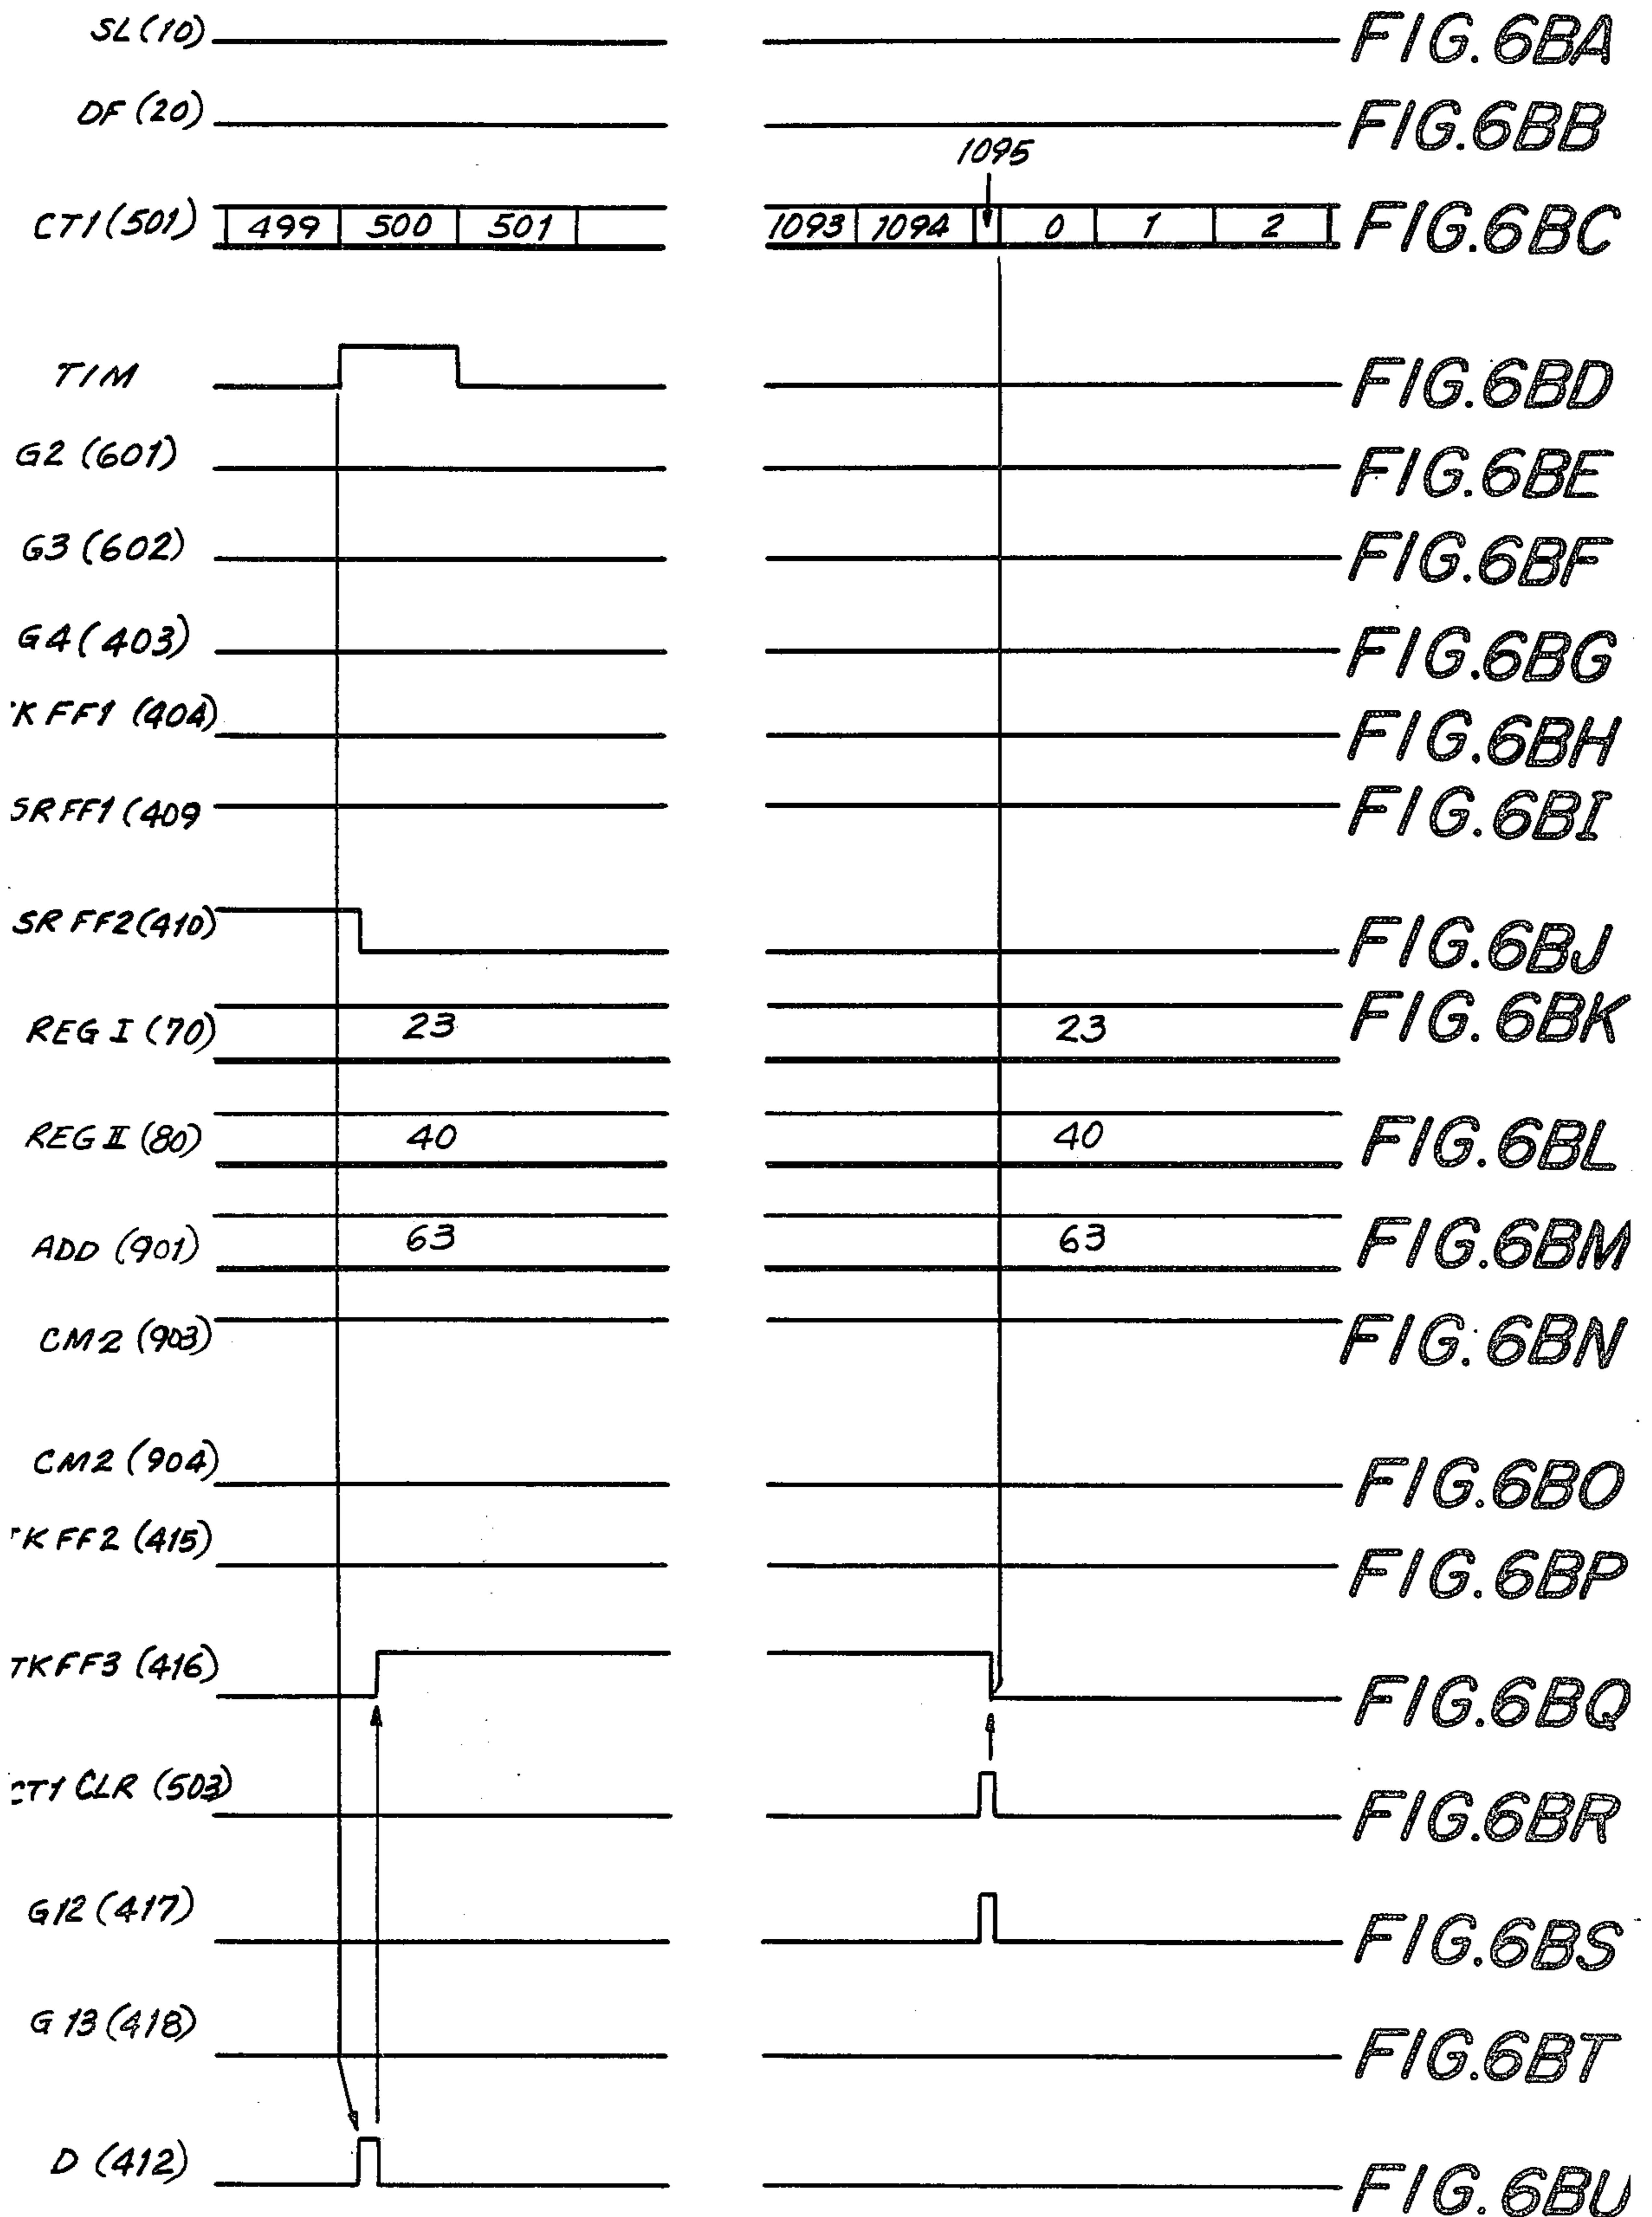 SL (10) FIG.6BA
DF (20) FIG.6BB
1095
CT1 (501) 499 500 501 1093 1094 0 1 2 FIG.6BC
TIM FIG.6BD
G2 (601) FIG.6BE
G3 (602) FIG.6BF
G4 (403) FIG.6BG
K FF1 (404) FIG.6BH
SR FF1 (409 FIG.6BI
SR FF2 (410) FIG.6BJ
REG I (70) 23 23 FIG.6BK
REG II (80) 40 40 FIG.6BL
ADD (901) 63 63 FIG.6BM
CM2 (903) FIG.6BN
CM2 (904) FIG.6BO
K FF2 (415) FIG.6BP
TKFF3 (416) FIG.6BQ
CT1 CLR (503) FIG.6BR
G12 (417) FIG.6BS
G13 (418) FIG.6BT
D (412) FIG.6BU